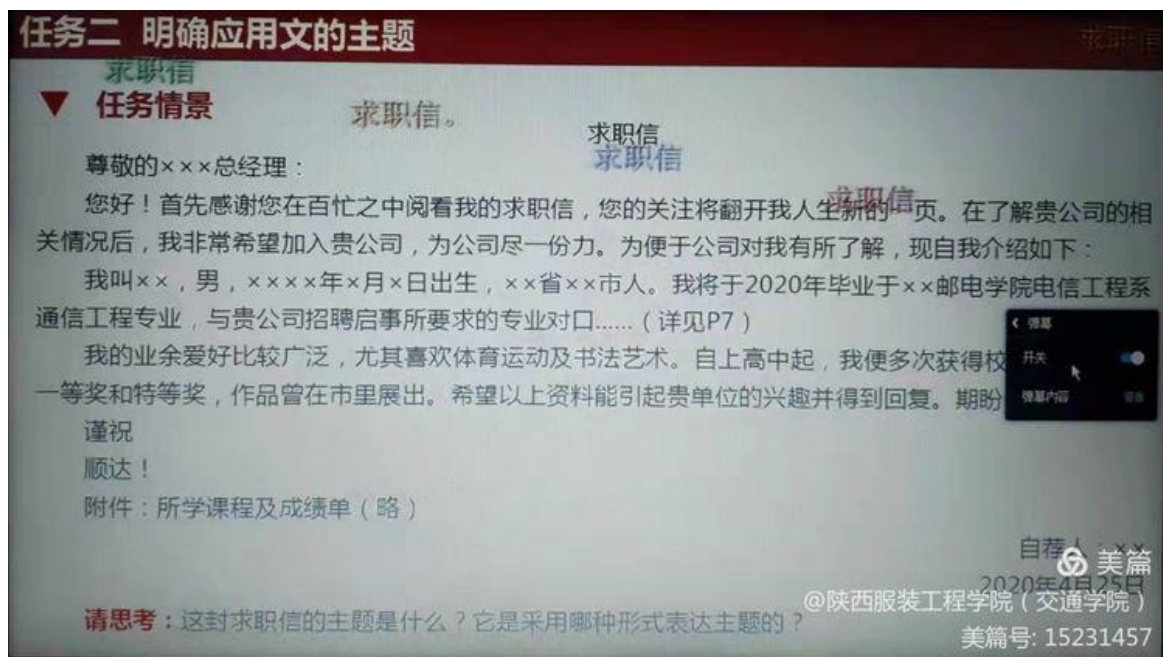 任务二 明确应用文的主题
求职信
求职信
▼ 任务情景
求职信。
求职信
求职信
尊敬的×××总经理：
求职信
您好！首先感谢您在百忙之中阅看我的求职信，您的关注将翻开我人生新的一页。在了解贵公司的相
关情况后，我非常希望加入贵公司，为公司尽一份力。为便于公司对我有所了解，现自我介绍如下：
我叫××，男，××××年×月×日出生，××省××市人。我将于2020年毕业于××邮电学院电信工程系
通信工程专业，与贵公司招聘启事所要求的专业对口......（详见P7）
‹ 弹幕
我的业余爱好比较广泛，尤其喜欢体育运动及书法艺术。自上高中起，我便多次获得校
开关
一等奖和特等奖，作品曾在市里展出。希望以上资料能引起贵单位的兴趣并得到回复。期盼
弹幕内容
谨祝
顺达！
附件：所学课程及成绩单（略）
自荐人：××
美篇
2020年4月25日
@陕西服装工程学院（交通学院）
请思考：这封求职信的主题是什么？它是采用哪种形式表达主题的？
美篇号: 15231457